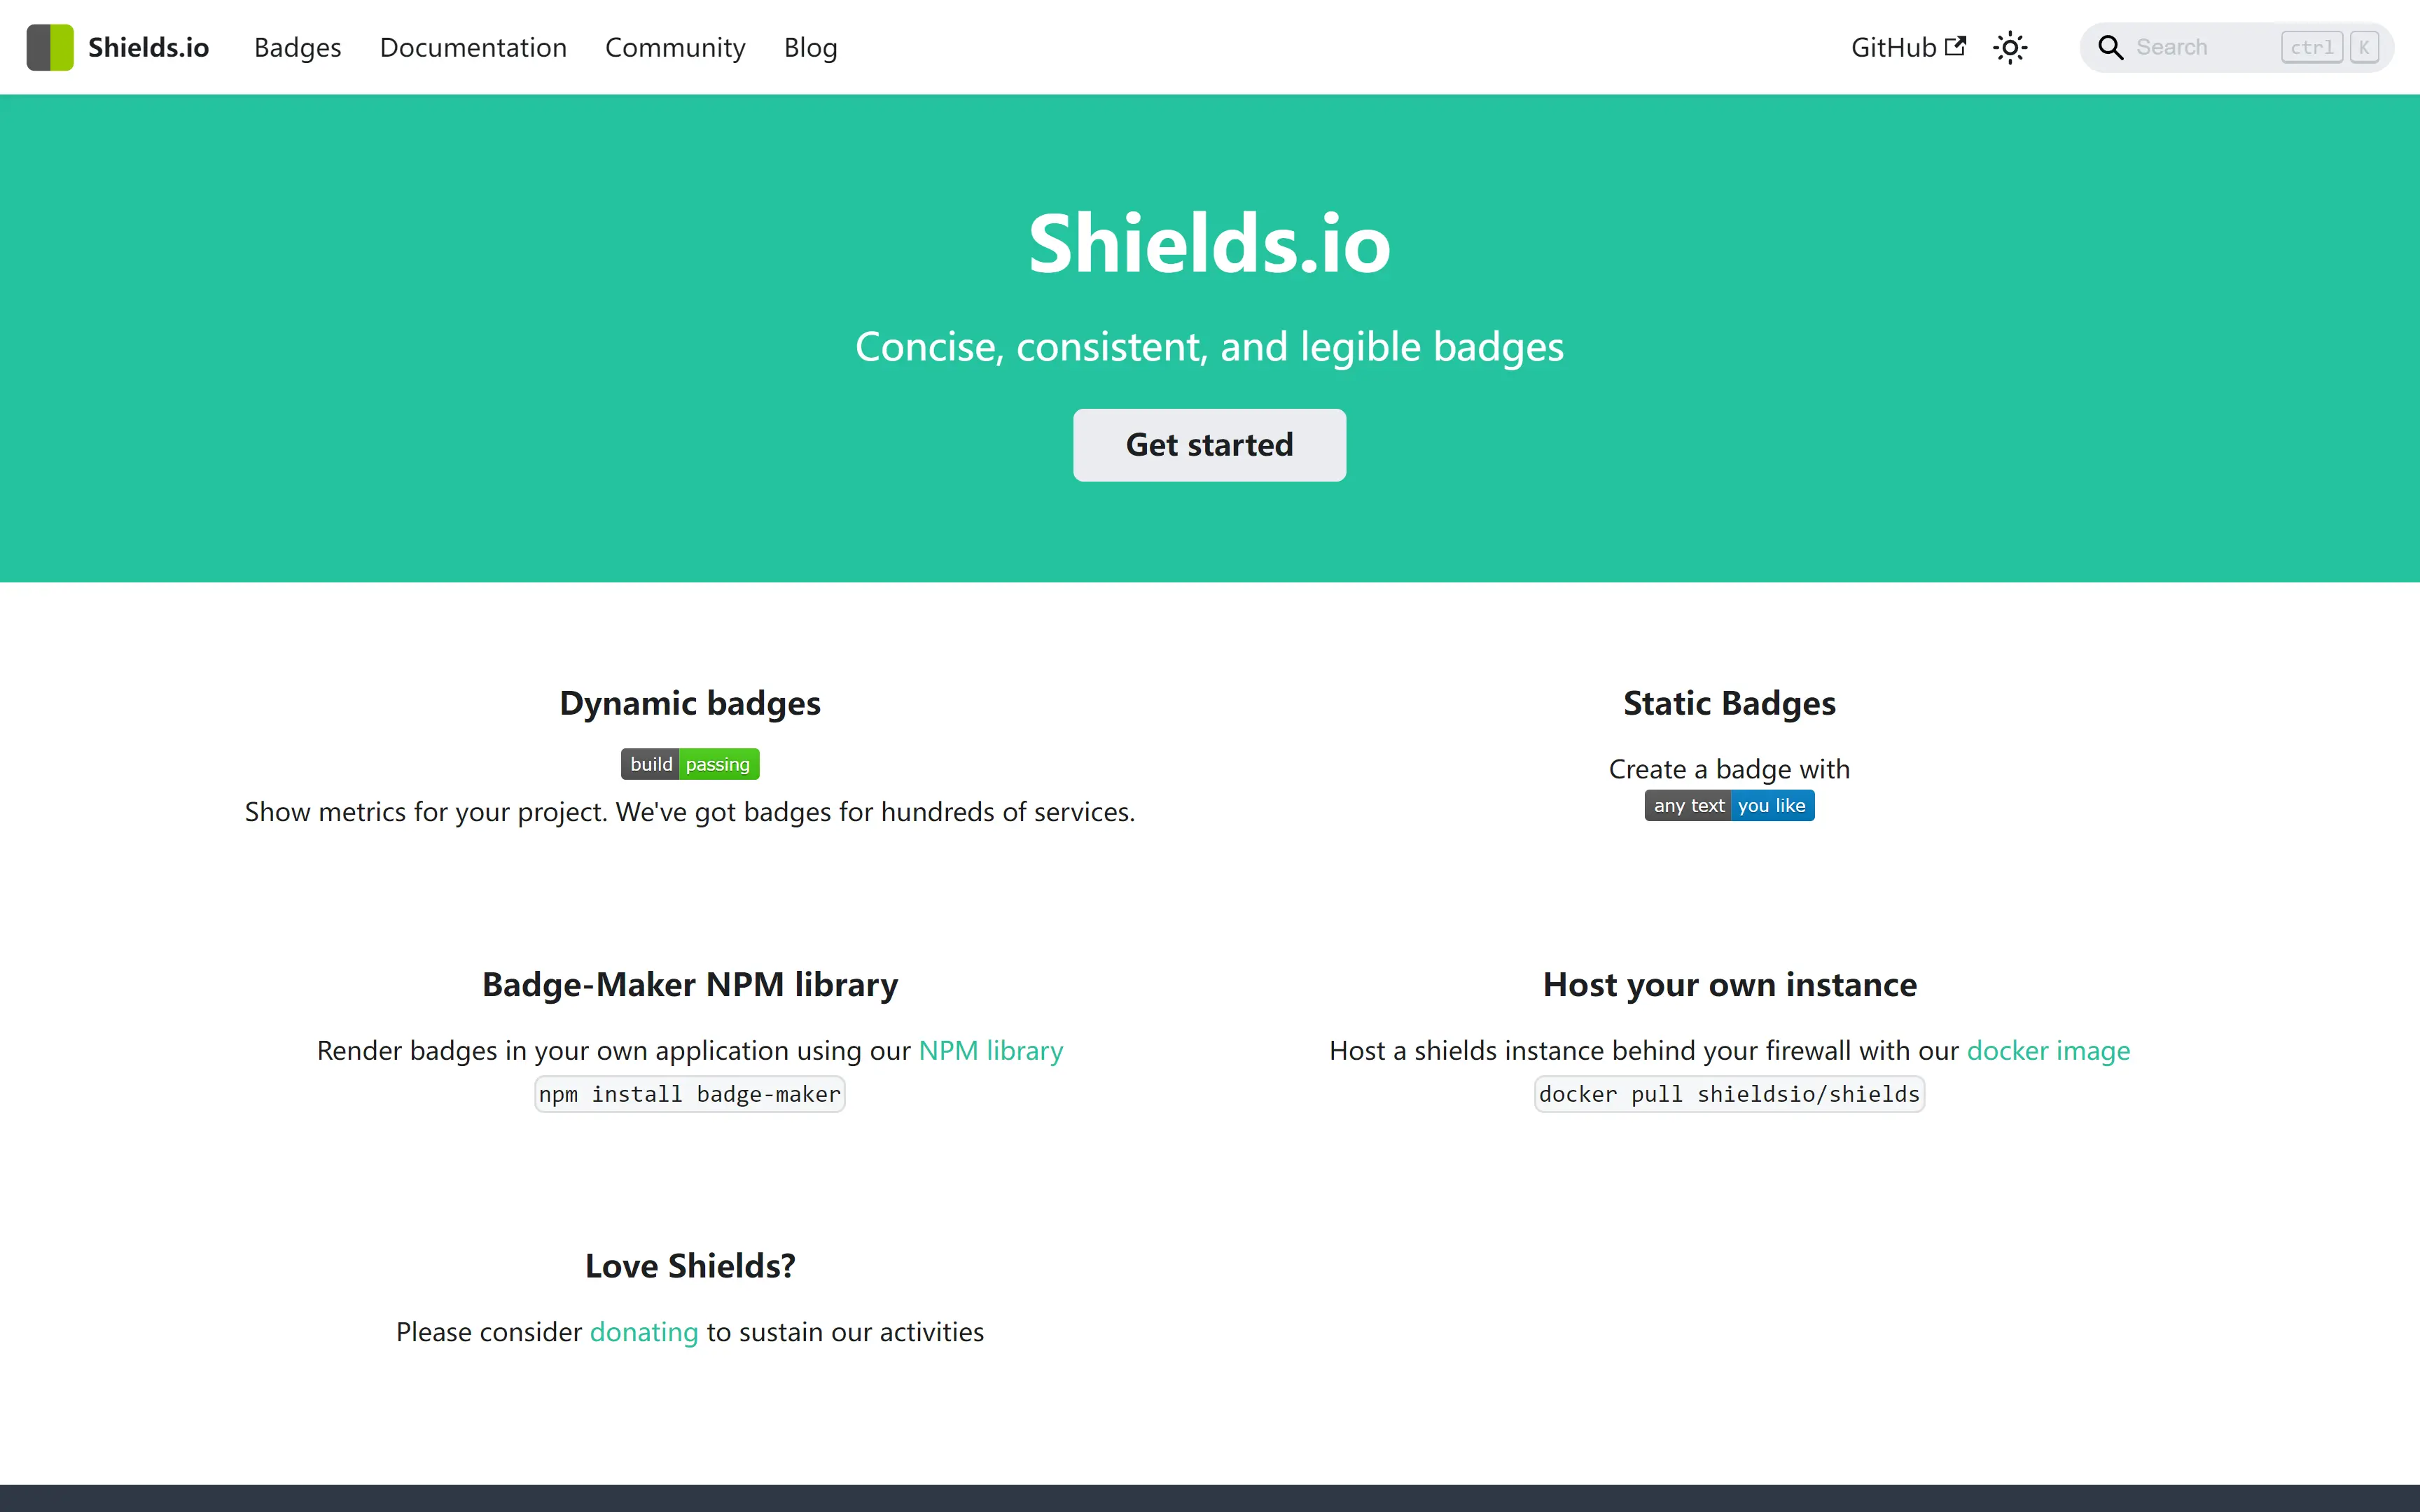 Shields.io Badges Documentation Community Blog GitHub Search ctrl K
Shields.io
Concise, consistent, and legible badges
Get started
Dynamic badges
build passing
Show metrics for your project. We've got badges for hundreds of services.
Static Badges
Create a badge with
any text you like
Badge-Maker NPM library
Render badges in your own application using our NPM library
npm install badge-maker
Host your own instance
Host a shields instance behind your firewall with our docker image
docker pull shieldsio/shields
Love Shields?
Please consider donating to sustain our activities